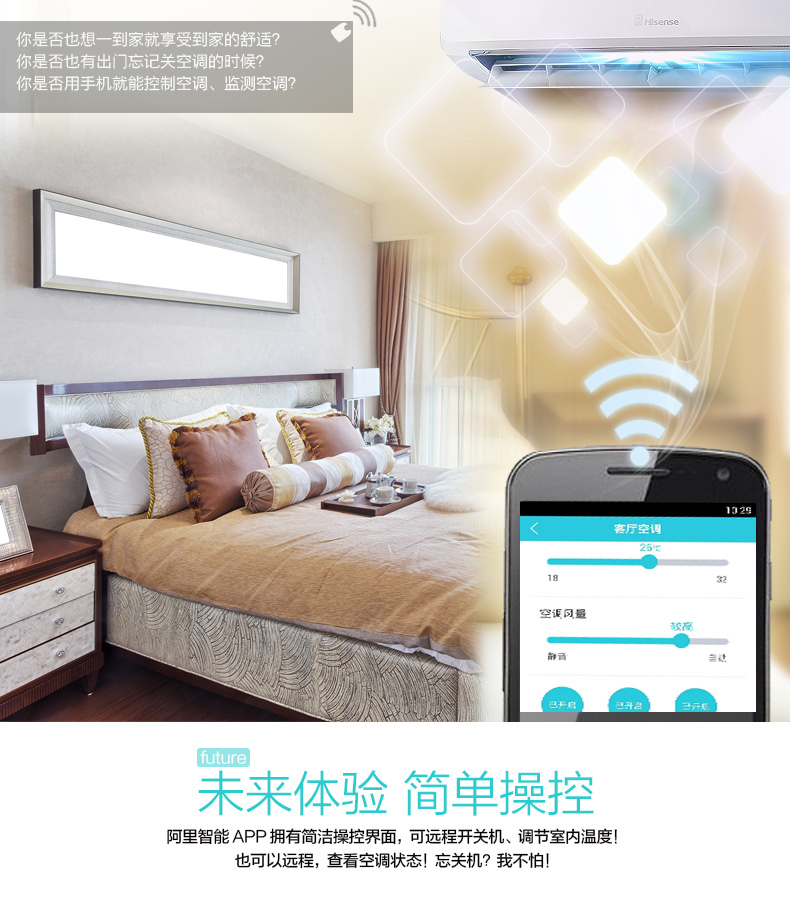 你是否也想一到家就享受到家的舒适?
你是否也有出门忘记关空调的时候?
你是否用手机就能控制空调、监测空调?
Hisense
10:29
客厅空调
25℃
18 32
空调风量
较高
静音 自动
已开启 已开启 已开启
future
未来体验 简单操控
阿里智能 APP 拥有简洁操控界面，可远程开关机、调节室内温度！
也可以远程，查看空调状态！忘关机？我不怕！